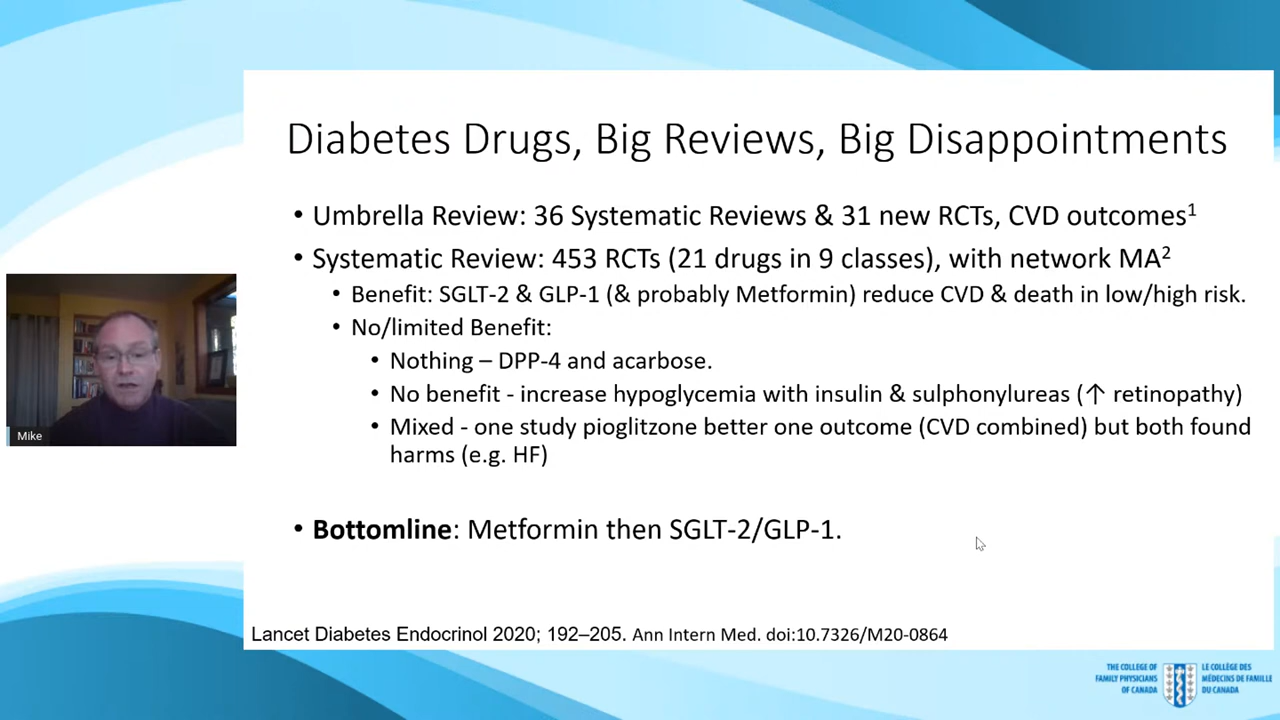 Diabetes Drugs, Big Reviews, Big Disappointments
• Umbrella Review: 36 Systematic Reviews & 31 new RCTs, CVD outcomes1
• Systematic Review: 453 RCTs (21 drugs in 9 classes), with network MA2
• Benefit: SGLT-2 & GLP-1 (& probably Metformin) reduce CVD & death in low/high risk.
• No/limited Benefit:
• Nothing – DPP-4 and acarbose.
• No benefit - increase hypoglycemia with insulin & sulphonylureas (↑ retinopathy)
• Mixed - one study pioglitzone better one outcome (CVD combined) but both found
harms (e.g. HF)
Mike
• Bottomline: Metformin then SGLT-2/GLP-1.
Lancet Diabetes Endocrinol 2020; 192–205. Ann Intern Med. doi:10.7326/M20-0864
THE COLLEGE OF
FAMILY PHYSICIANS
OF CANADA
LE COLLÈGE DES
MÉDECINS DE FAMILLE
DU CANADA